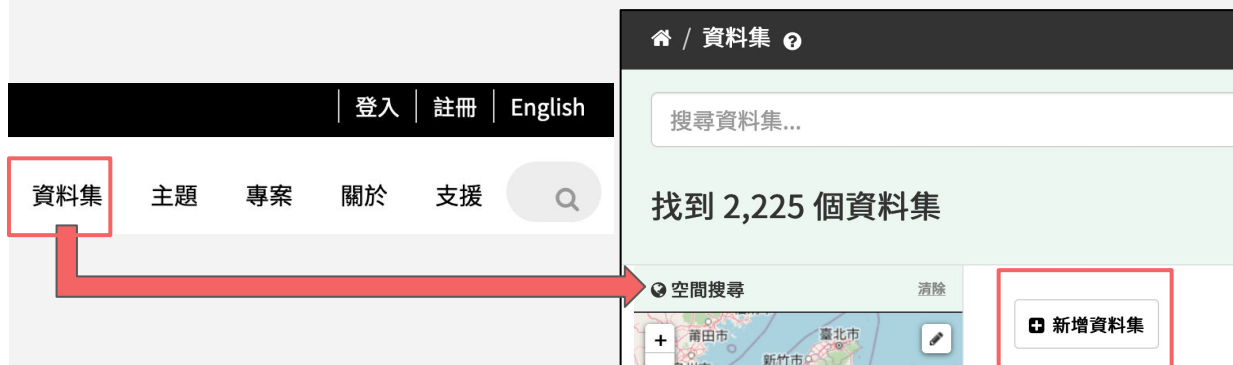 登入 註冊 English
資料集 主題 專案 關於 支援
/ 資料集
搜尋資料集...
找到 2,225 個資料集
空間搜尋 清除
新增資料集
+ 莆田市 臺北市
新竹市